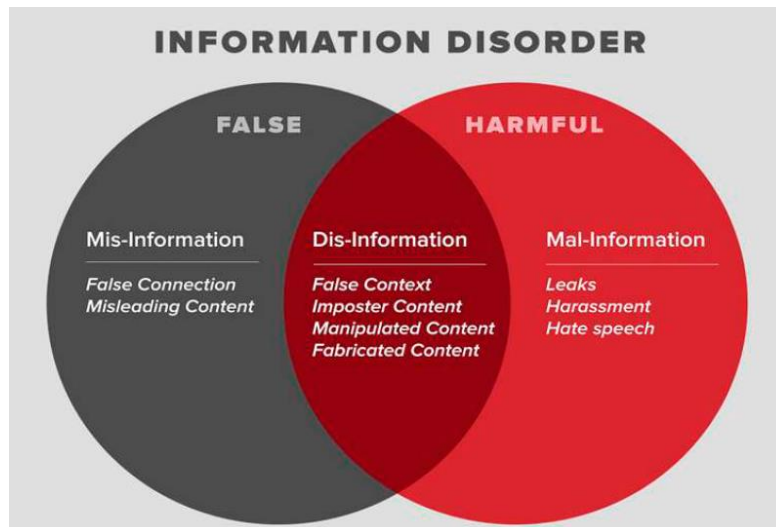 INFORMATION DISORDER
FALSE
HARMFUL
Mis-Information
False Connection
Misleading Content
Dis-Information
False Context
Imposter Content
Manipulated Content
Fabricated Content
Mal-Information
Leaks
Harassment
Hate speech